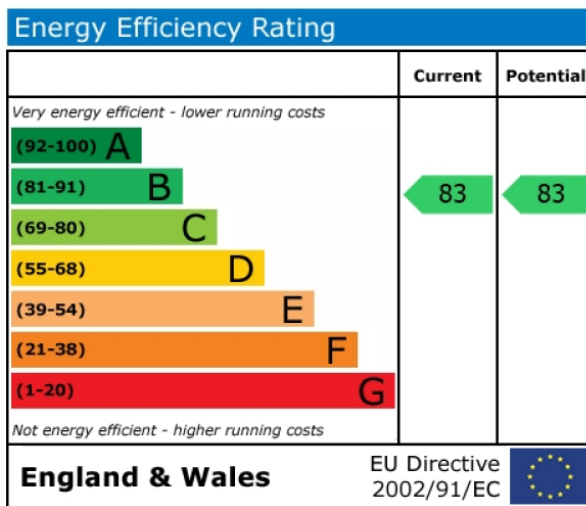 Energy Efficiency Rating
Current Potential
Very energy efficient - lower running costs
(92-100) A
(81-91) B 83 83
(69-80) C
(55-68) D
(39-54) E
(21-38) F
(1-20) G
Not energy efficient - higher running costs
England & Wales
EU Directive
2002/91/EC